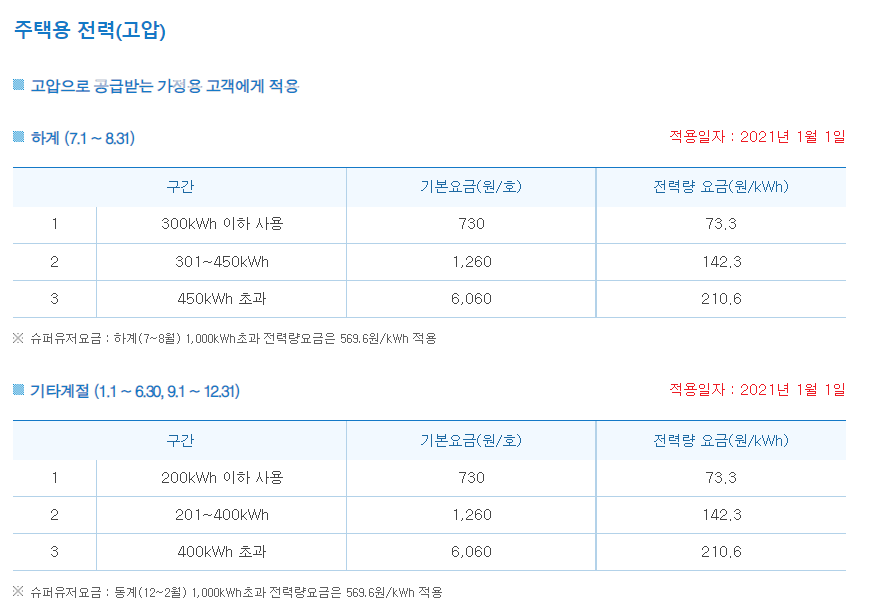 주택용 전력(고압)
고압으로 공급받는 가정용 고객에게 적용
하계 (7.1 ~ 8.31) 적용일자 : 2021년 1월 1일
구간 기본요금(원/호) 전력량 요금(원/kWh)
1 300kWh 이하 사용 730 73.3
2 301~450kWh 1,260 142.3
3 450kWh 초과 6,060 210.6
※ 슈퍼유저요금 : 하계(7~8월) 1,000kWh초과 전력량요금은 569.6원/kWh 적용
기타계절 (1.1 ~ 6.30, 9.1 ~ 12.31) 적용일자 : 2021년 1월 1일
구간 기본요금(원/호) 전력량 요금(원/kWh)
1 200kWh 이하 사용 730 73.3
2 201~400kWh 1,260 142.3
3 400kWh 초과 6,060 210.6
※ 슈퍼유저요금 : 동계(12~2월) 1,000kWh초과 전력량요금은 569.6원/kWh 적용